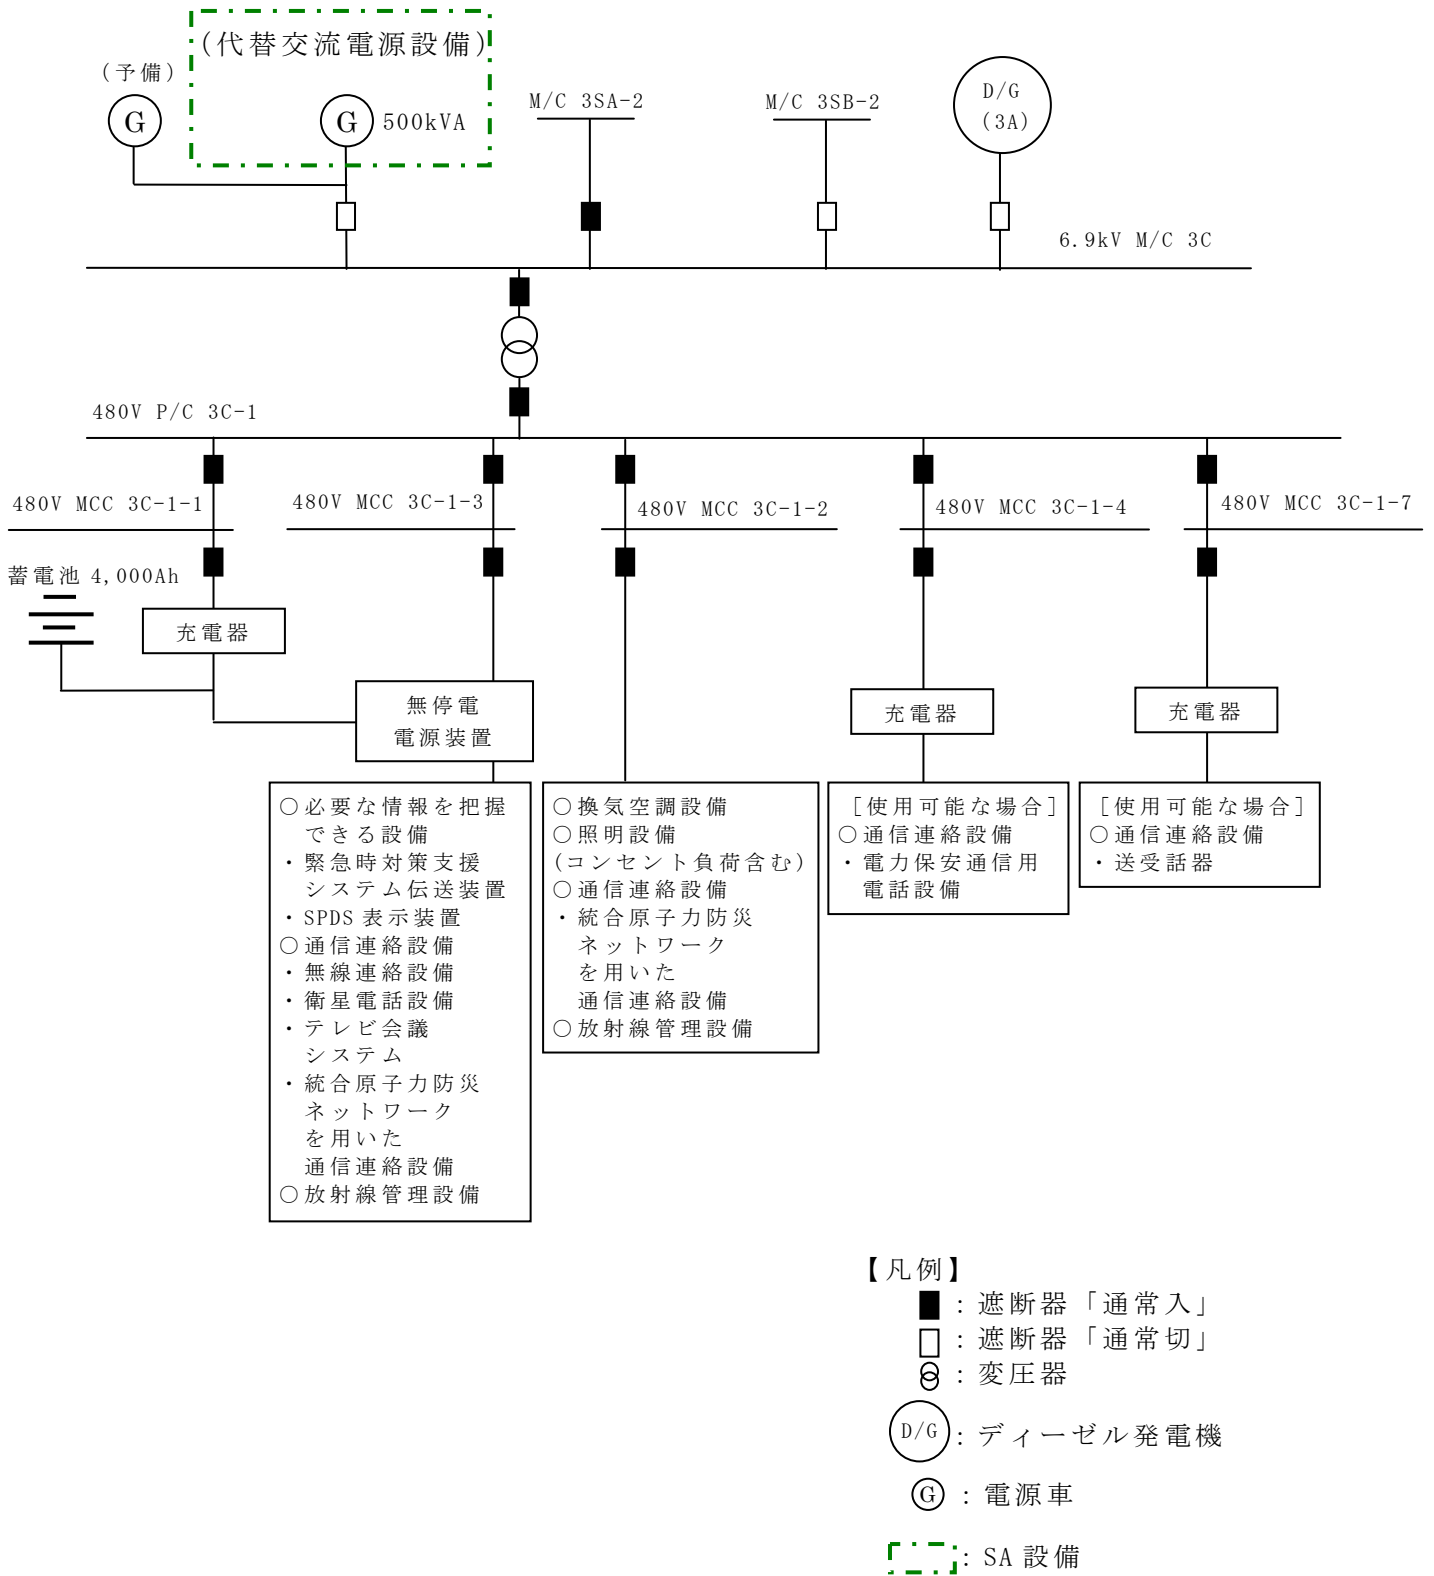 (代替交流電源設備)
(予備)
G
G
500kVA
M/C 3SA-2
M/C 3SB-2
D/G
(3A)
6.9kV M/C 3C
480V P/C 3C-1
480V MCC 3C-1-1
480V MCC 3C-1-3
480V MCC 3C-1-2
480V MCC 3C-1-4
480V MCC 3C-1-7
蓄電池 4,000Ah
充電器
無停電
電源装置
充電器
充電器
○必要な情報を把握
できる設備
・緊急時対策支援
システム伝送装置
・SPDS 表示装置
○通信連絡設備
・無線連絡設備
・衛星電話設備
・テレビ会議
システム
・統合原子力防災
ネットワーク
を用いた
通信連絡設備
○放射線管理設備
○換気空調設備
○照明設備
(コンセント負荷含む)
○通信連絡設備
・統合原子力防災
ネットワーク
を用いた
通信連絡設備
○放射線管理設備
[使用可能な場合]
○通信連絡設備
・電力保安通信用
電話設備
[使用可能な場合]
○通信連絡設備
・送受話器
【凡例】
：遮断器「通常入」
：遮断器「通常切」
：変圧器
D/G：ディーゼル発電機
G：電源車
：SA 設備